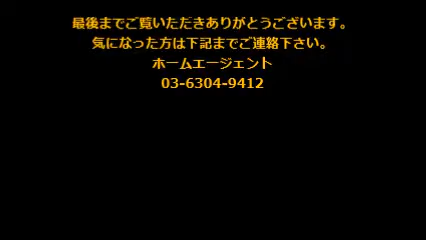 最後までご覧いただきありがとうございます。
気になった方は下記までご連絡下さい。
ホームエージェント
03-6304-9412